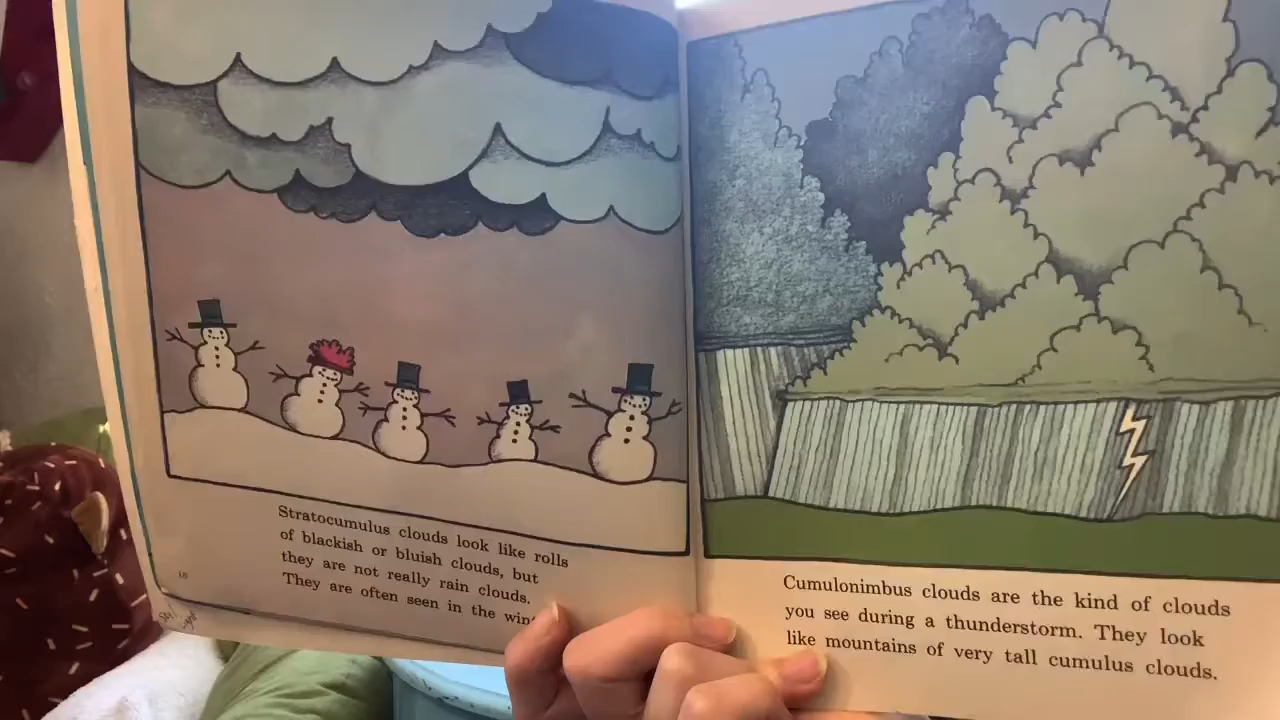 Stratocumulus clouds look like rolls
of blackish or bluish clouds, but
they are not really rain clouds.
They are often seen in the
18
Cumulonimbus clouds are the kind of clouds
you see during a thunderstorm. They look
like mountains of very tall cumulus clouds.